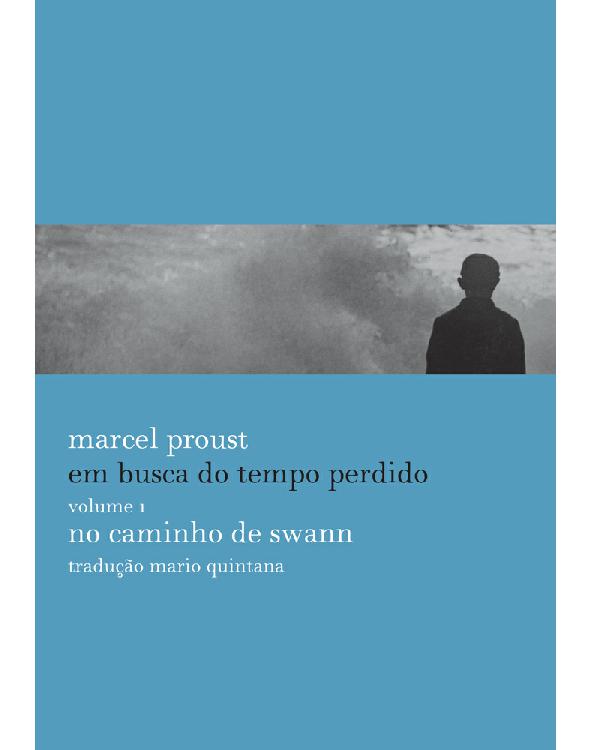 marcel proust
em busca do tempo perdido
volume 1
no caminho de swann
tradução mario quintana